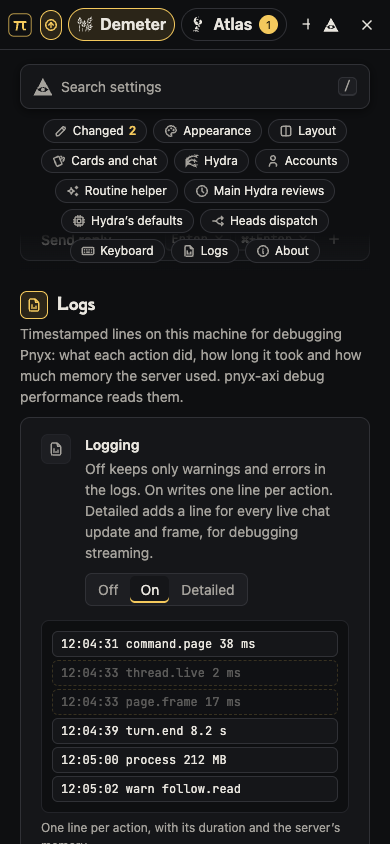 π
Demeter
Atlas 1
Search settings /
Changed 2 Appearance Layout
Cards and chat Hydra Accounts
Routine helper Main Hydra reviews
Hydra's defaults Heads dispatch
Send
Keyboard Logs About
Logs
Timestamped lines on this machine for debugging
Pnyx: what each action did, how long it took and how
much memory the server used. pnyx-axi debug
performance reads them.
Logging
Off keeps only warnings and errors in
the logs. On writes one line per action.
Detailed adds a line for every live chat
update and frame, for debugging
streaming.
Off On Detailed
12:04:31 command.page 38 ms
12:04:33 thread.live 2 ms
12:04:33 page.frame 17 ms
12:04:39 turn.end 8.2 s
12:05:00 process 212 MB
12:05:02 warn follow.read
One line per action, with its duration and the server's